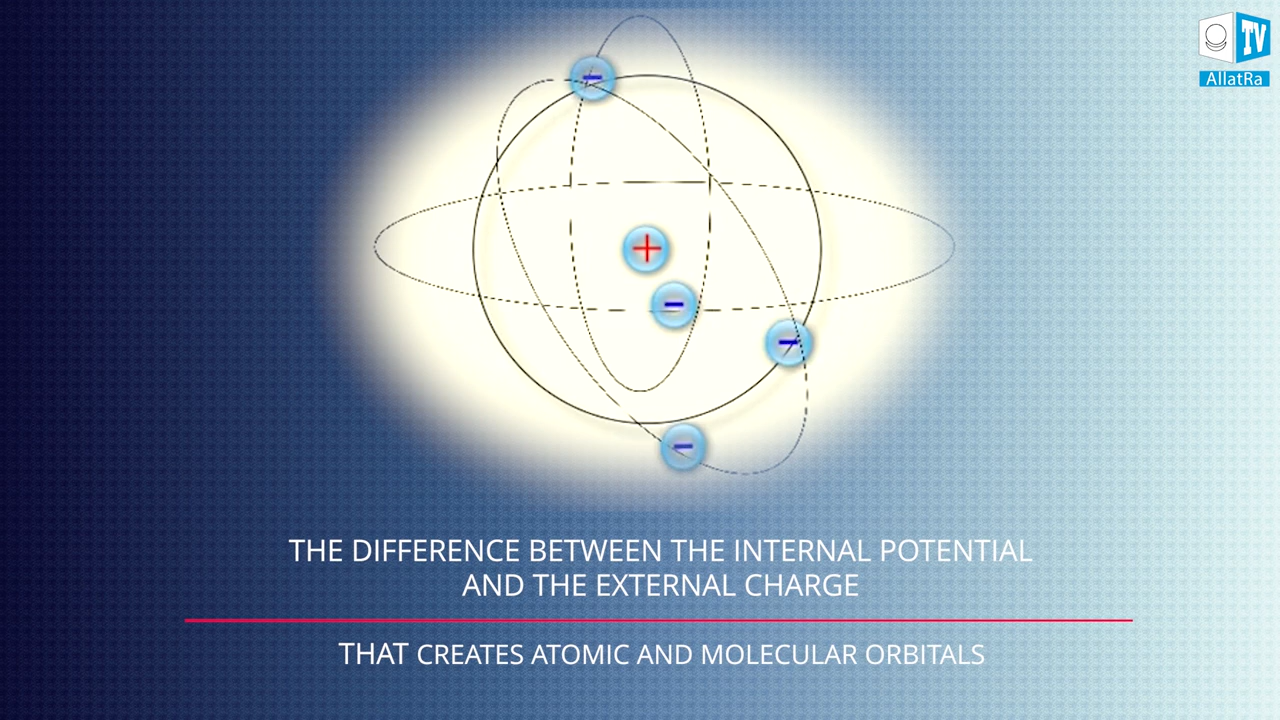 TV
AllatRa
−
+
−
−
−
THE DIFFERENCE BETWEEN THE INTERNAL POTENTIAL
AND THE EXTERNAL CHARGE
THAT CREATES ATOMIC AND MOLECULAR ORBITALS